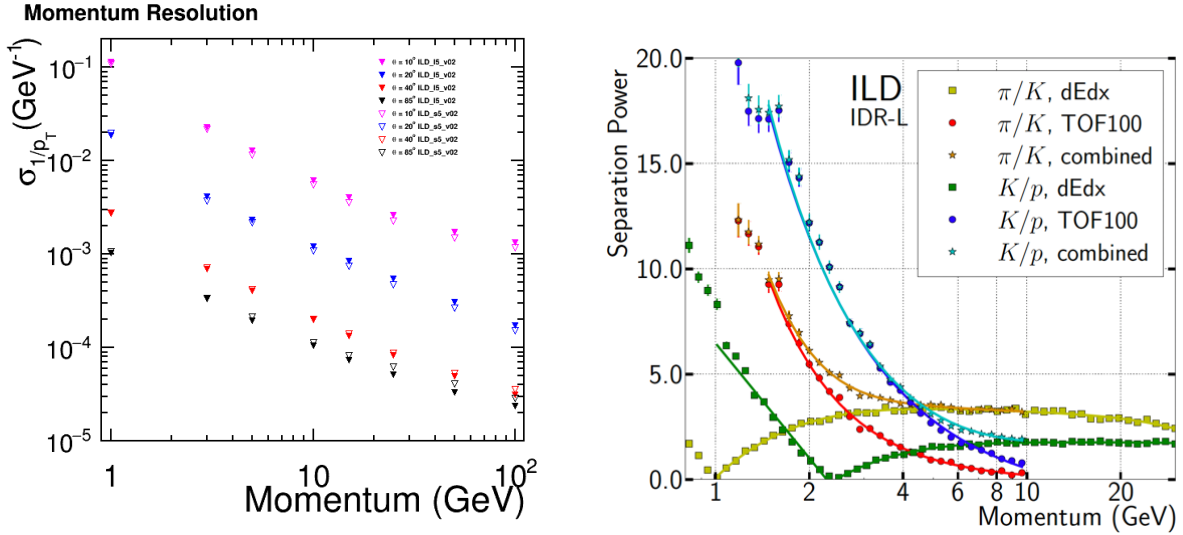 Momentum Resolution
σ1/pT(GeV-1)
10-1
10-2
10-3
10-4
10-5
1
10
102
Momentum (GeV)
θ = 10° ILD_l5_v02
θ = 20° ILD_l5_v02
θ = 40° ILD_l5_v02
θ = 85° ILD_l5_v02
θ = 10° ILD_s5_v02
θ = 20° ILD_s5_v02
θ = 40° ILD_s5_v02
θ = 85° ILD_s5_v02
Separation Power
20.0
15.0
10.0
5.0
0.0
ILD
IDR-L
π/K, dEdx
π/K, TOF100
π/K, combined
K/p, dEdx
K/p, TOF100
K/p, combined
1 2 4 6 8 10 20
Momentum (GeV)